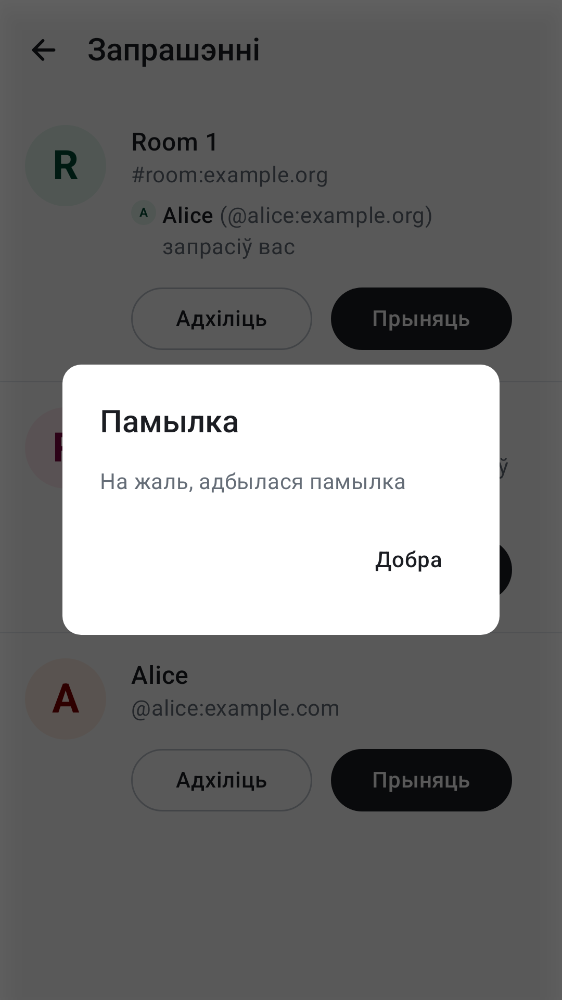 Запрашэнні
R
Room 1
#room:example.org
A Alice (@alice:example.org)
запрасіў вас
Адхіліць
Прыняць
Памылка
На жаль, адбылася памылка
Добра
ў
A
Alice
@alice:example.com
Адхіліць
Прыняць